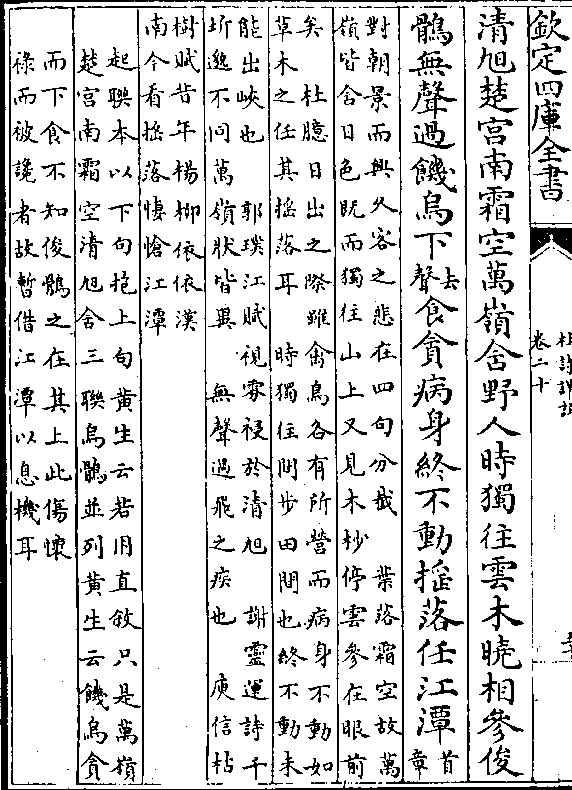 欽定四庫全書
杜詩詳註
卷二十
清旭楚宮南霜空萬嶺含野人時獨往雲木曉相參俊
鶻無聲過饑烏下去聲食貪病身終不動摇落任江潭首章
對朝景而興久客之悲在四句分截　葉落霜空故萬
嶺皆含日色既而獨往山上又見木杪停雲參在眼前
矣　杜臆日出之際雖禽鳥各有所營而病身不動如
草木之任其摇落耳　時獨往間步田間也終不動未
能出峽也　郭璞江賦視雰祲於清旭　謝靈運詩千
圻邈不同萬嶺狀皆異　無聲過飛之疾也　庾信枯
樹賦昔年楊柳依依漢
南今看摇落悽愴江潭
起聨本以下句抱上句黄生云若用直敘只是萬嶺
楚宫南霜空清旭含三聨烏鶻並列黄生云饑烏貪
而下食不知俊鶻之在其上此傷懷
祿而被讒者故暫借江潭以息機耳